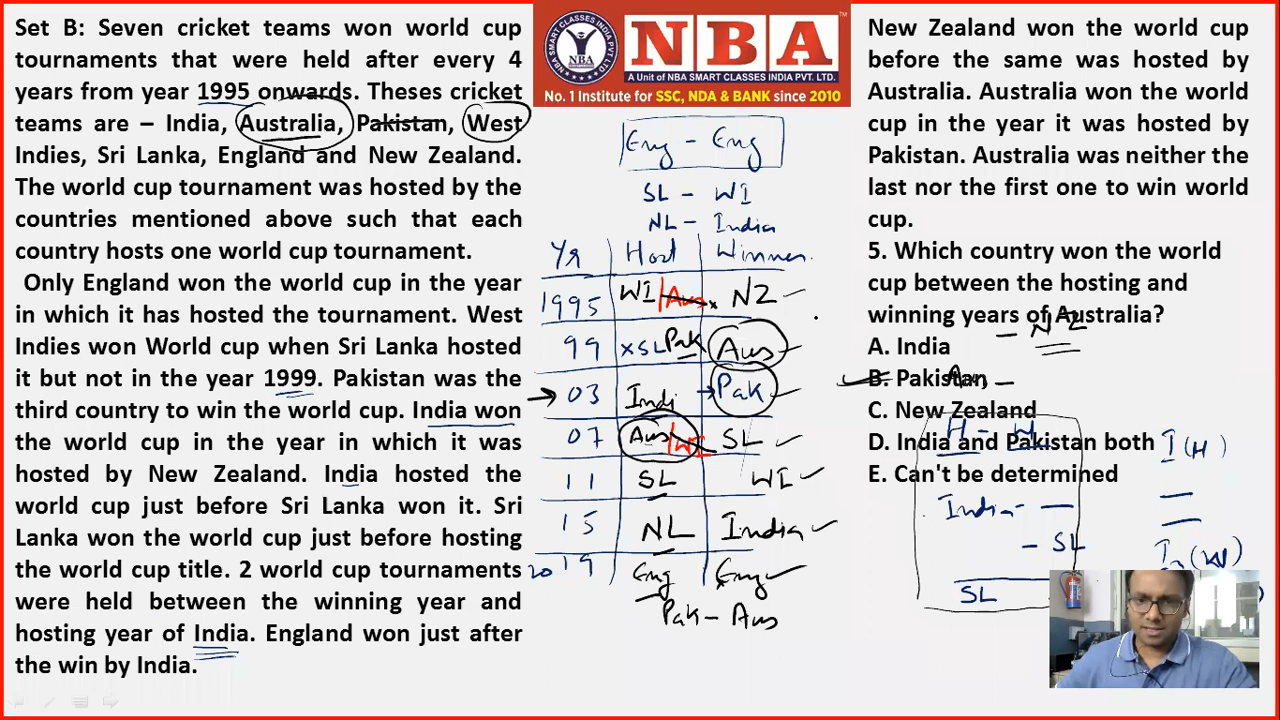 Set B: Seven cricket teams won world cup
tournaments that were held after every 4
years from year 1995 onwards. Theses cricket
teams are – India, Australia, Pakistan, West
Indies, Sri Lanka, England and New Zealand.
The world cup tournament was hosted by the
countries mentioned above such that each
country hosts one world cup tournament.
Only England won the world cup in the year
in which it has hosted the tournament. West
Indies won World cup when Sri Lanka hosted
it but not in the year 1999. Pakistan was the
third country to win the world cup. India won
the world cup in the year in which it was
hosted by New Zealand. India hosted the
world cup just before Sri Lanka won it. Sri
Lanka won the world cup just before hosting
the world cup title. 2 world cup tournaments
were held between the winning year and
hosting year of India. England won just after
the win by India.
NBA SMART CLASSES INDIA PVT LTD
NBA
NBA
TM
A Unit of NBA SMART CLASSES INDIA PVT. LTD.
No. 1 Institute for SSC, NDA & BANK since 2010
Eng - Eng
SL - WI
NL - India
Yr Host Winner
1995 WI |Aus NZ
99 xSL Pak Aus
03 Indi Pak
07 Aus |WI SL
11 SL WI
15 NL India
2019 Eng Eng
Pak - Aus
New Zealand won the world cup
before the same was hosted by
Australia. Australia won the world
cup in the year it was hosted by
Pakistan. Australia was neither the
last nor the first one to win world
cup.
5. Which country won the world
cup between the hosting and
winning years of Australia?
- NZ
A. India
B. Pakistan
Aus -
C. New Zealand
D. India and Pakistan both
E. Can't be determined
H - W
India -
- SL
SL
I (H)
In (W)